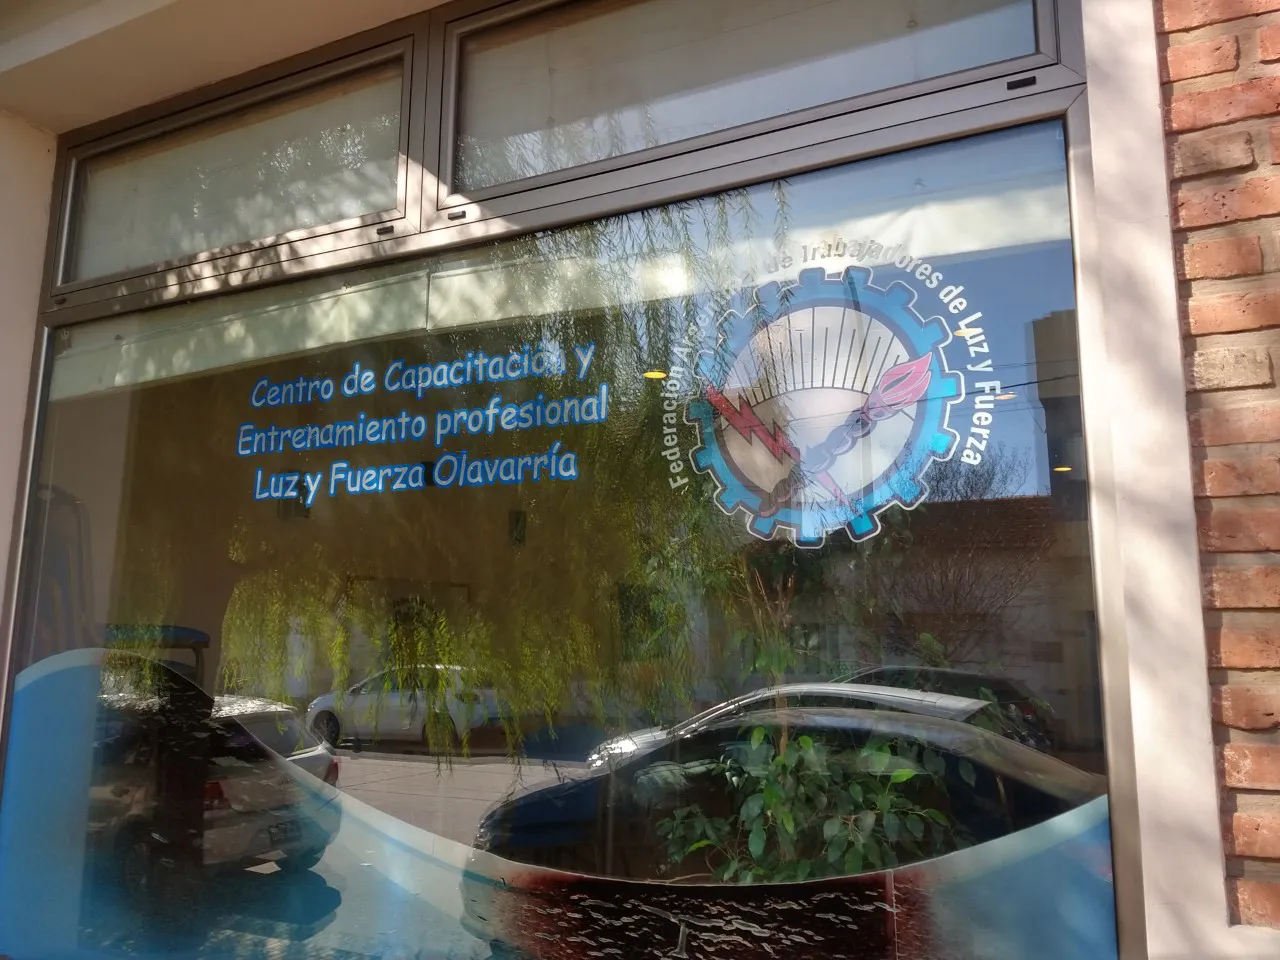 Centro de Capacitación y
Entrenamiento profesional
Luz y Fuerza Olavarría
Federación de Trabajadores de Luz y Fuerza